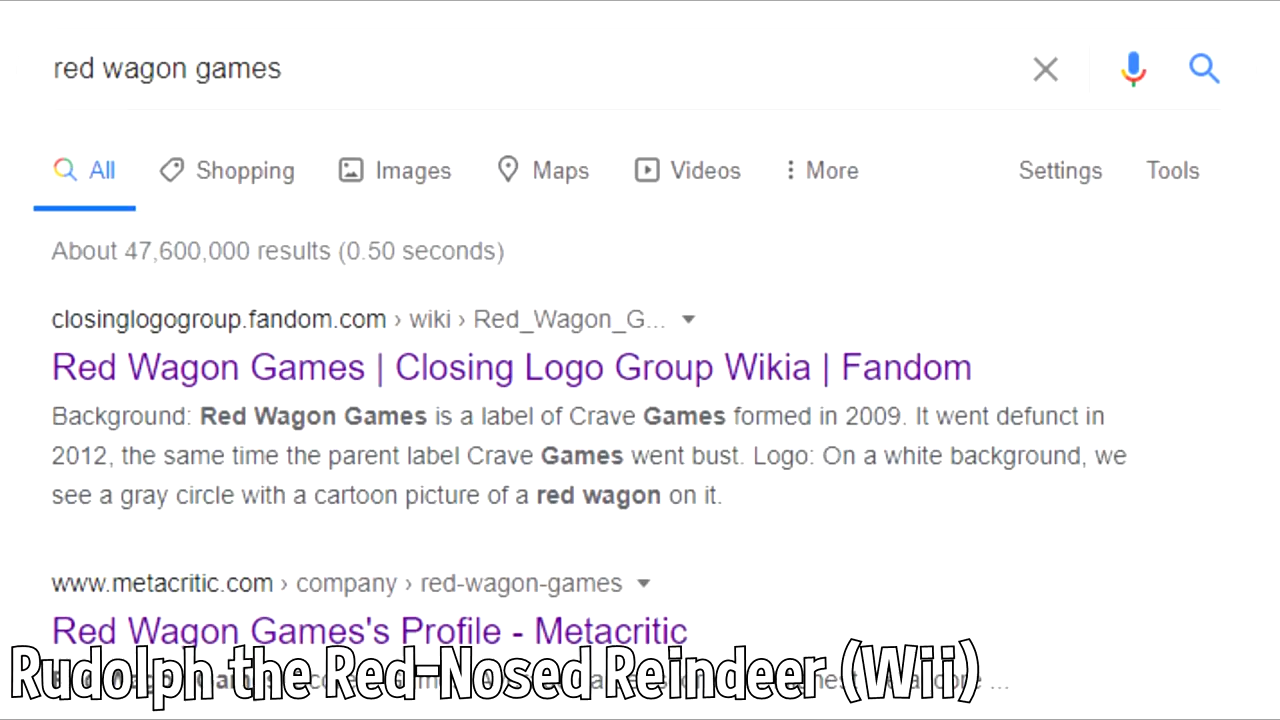 red wagon games
All Shopping Images Maps Videos More Settings Tools
About 47,600,000 results (0.50 seconds)
closinglogogroup.fandom.com › wiki › Red_Wagon_G...
Red Wagon Games | Closing Logo Group Wikia | Fandom
Background: Red Wagon Games is a label of Crave Games formed in 2009. It went defunct in
2012, the same time the parent label Crave Games went bust. Logo: On a white background, we
see a gray circle with a cartoon picture of a red wagon on it.
www.metacritic.com › company › red-wagon-games
Red Wagon Games's Profile - Metacritic
Rudolph the Red-Nosed Reindeer (Wii)